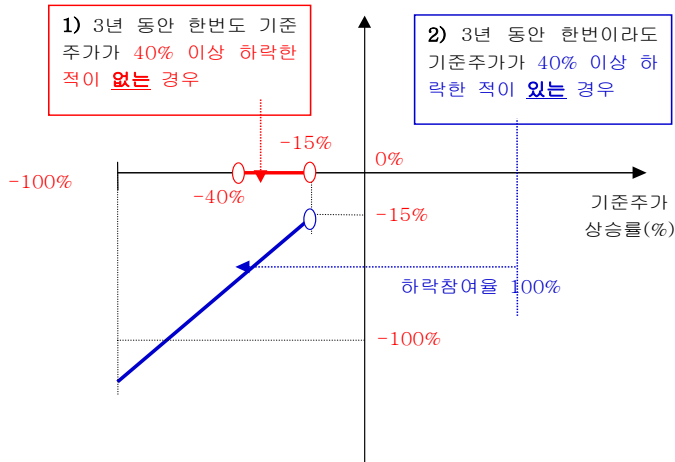 1) 3년 동안 한번도 기준
주가가 40% 이상 하락한
적이 없는 경우
2) 3년 동안 한번이라도
기준주가가 40% 이상 하
락한 적이 있는 경우
-15%
0%
-100%
-40%
기준주가
상승률(%)
-15%
하락참여율 100%
-100%